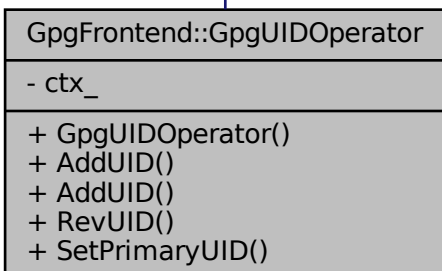 GpgFrontend::GpgUIDOperator
- ctx_
+ GpgUIDOperator()
+ AddUID()
+ AddUID()
+ RevUID()
+ SetPrimaryUID()